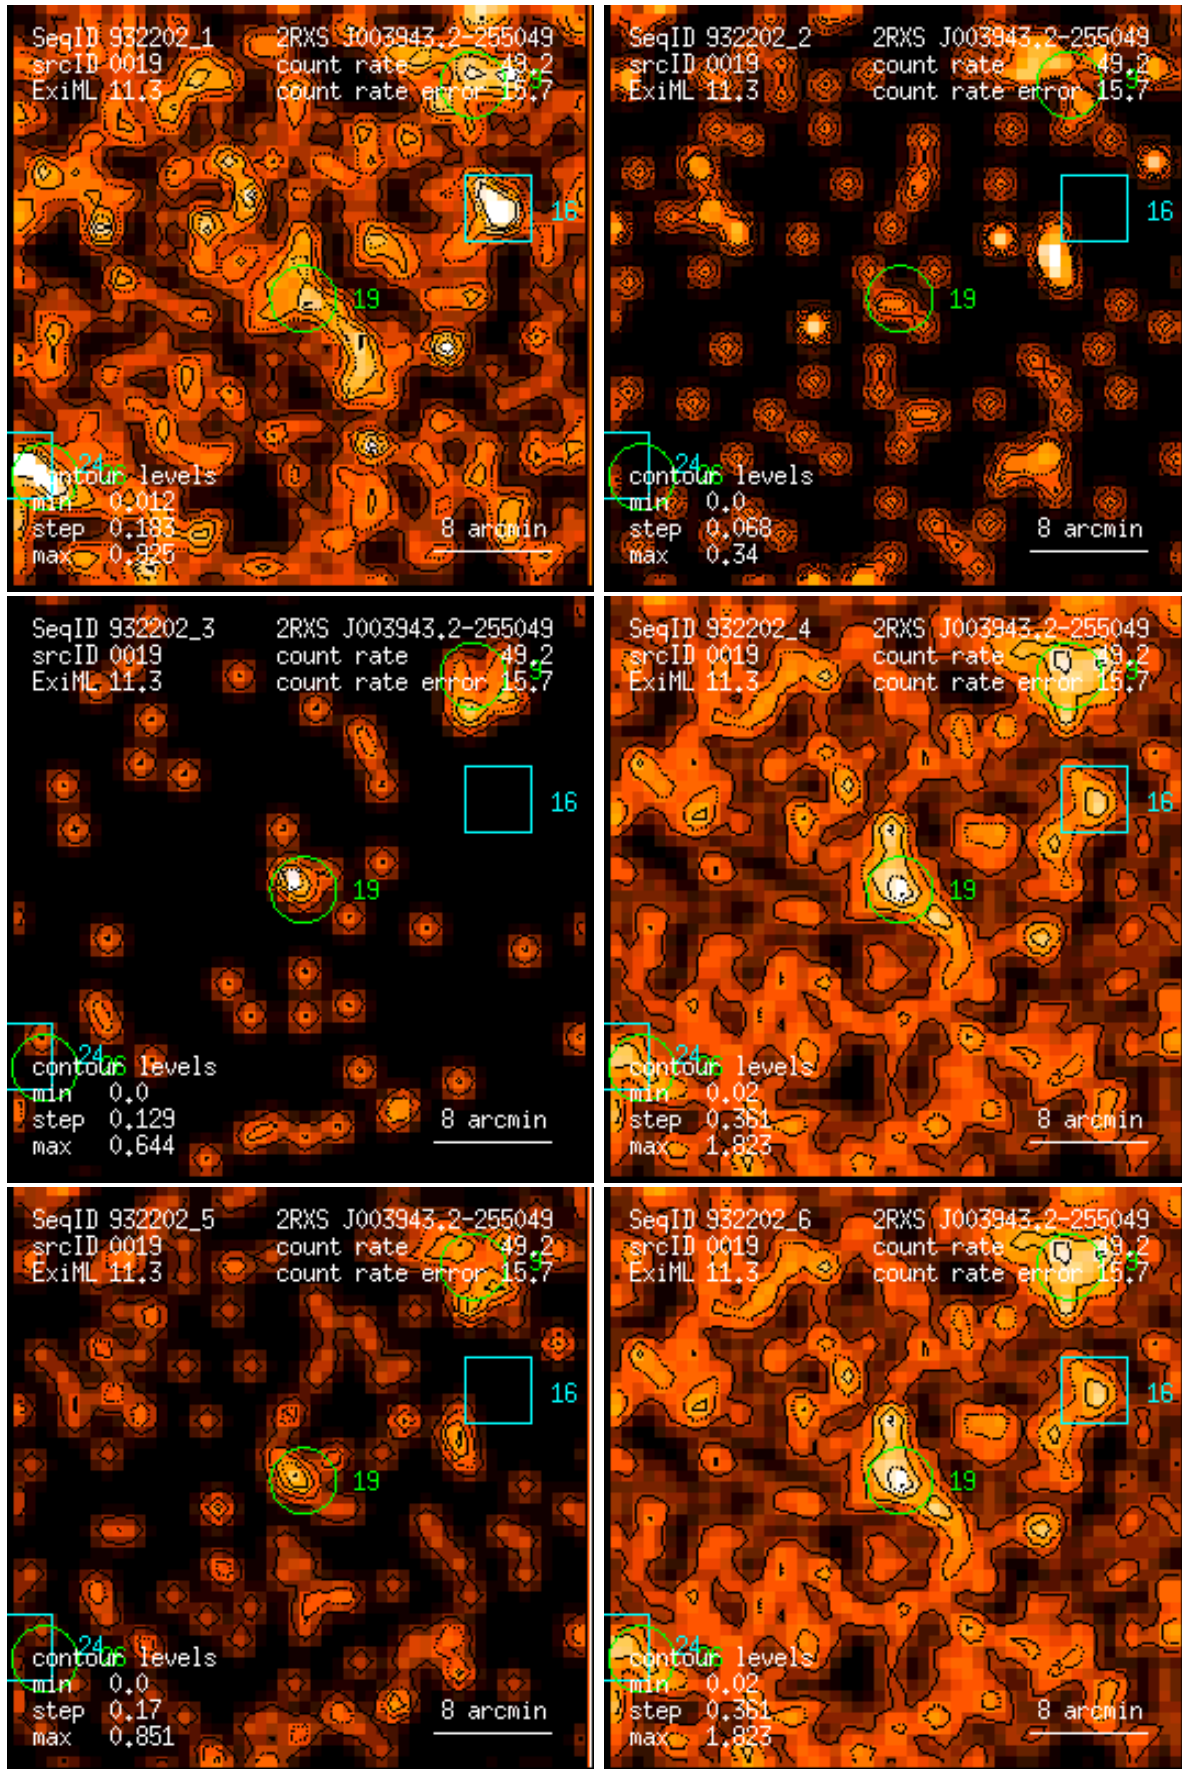 SeqID 932202_1 2RXS J003943.2-255049
srcID 0019 count rate 49.2
ExiML 11.3 count rate error 15.7
16
19
24
contour levels
min 0.012
step 0.183 8 arcmin
max 0.925
SeqID 932202_2 2RXS J003943.2-255049
srcID 0019 count rate 49.2
ExiML 11.3 count rate error 15.7
16
19
24
contour levels
min 0.0
step 0.068 8 arcmin
max 0.34
SeqID 932202_3 2RXS J003943.2-255049
srcID 0019 count rate 49.2
ExiML 11.3 count rate error 15.7
16
19
24
contour levels
min 0.0
step 0.129 8 arcmin
max 0.644
SeqID 932202_4 2RXS J003943.2-255049
srcID 0019 count rate 49.2
ExiML 11.3 count rate error 15.7
16
19
24
contour levels
min 0.02
step 0.361 8 arcmin
max 1.823
SeqID 932202_5 2RXS J003943.2-255049
srcID 0019 count rate 49.2
ExiML 11.3 count rate error 15.7
16
19
24
contour levels
min 0.0
step 0.17 8 arcmin
max 0.851
SeqID 932202_6 2RXS J003943.2-255049
srcID 0019 count rate 49.2
ExiML 11.3 count rate error 15.7
16
19
24
contour levels
min 0.02
step 0.361 8 arcmin
max 1.823